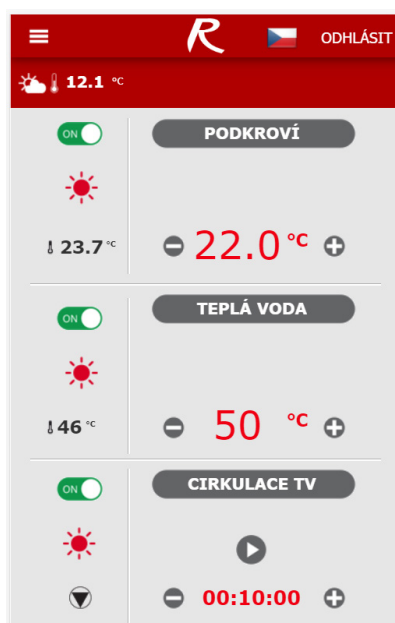 R ODHLÁSIT
12.1 °C
ON PODKROVÍ
23.7 °C 22.0 °C
ON TEPLÁ VODA
46 °C 50 °C
ON CIRKULACE TV
00:10:00